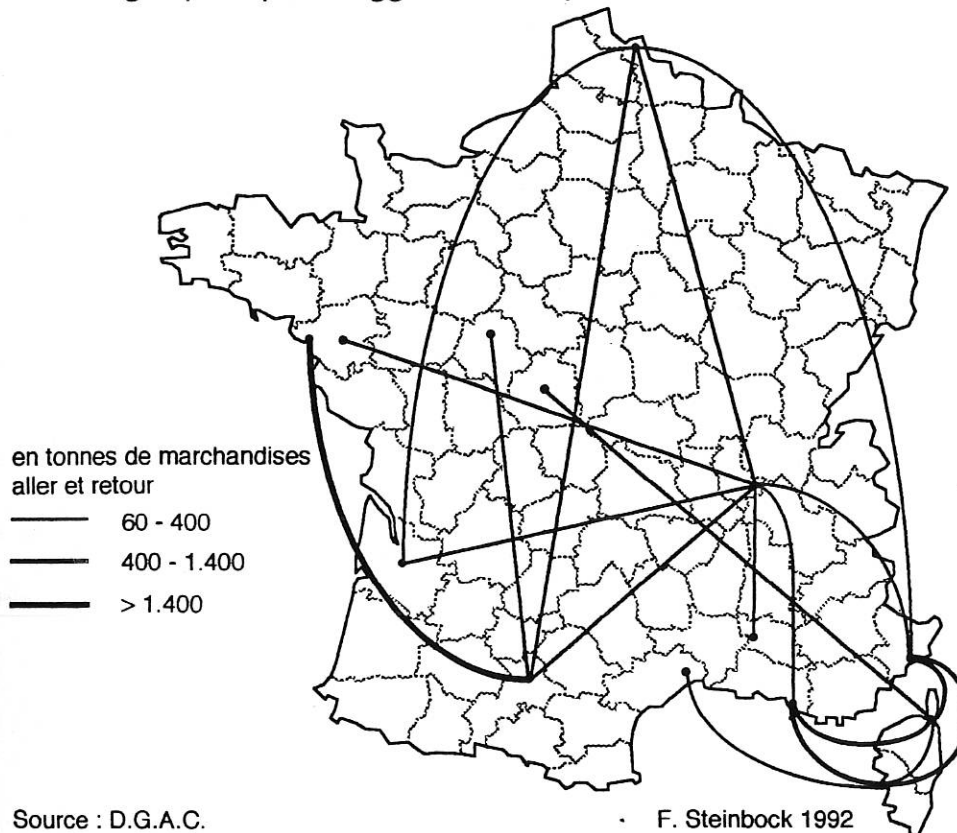 en tonnes de marchandises
aller et retour
60 - 400
400 - 1.400
> 1.400
Source : D.G.A.C.
F. Steinbock 1992